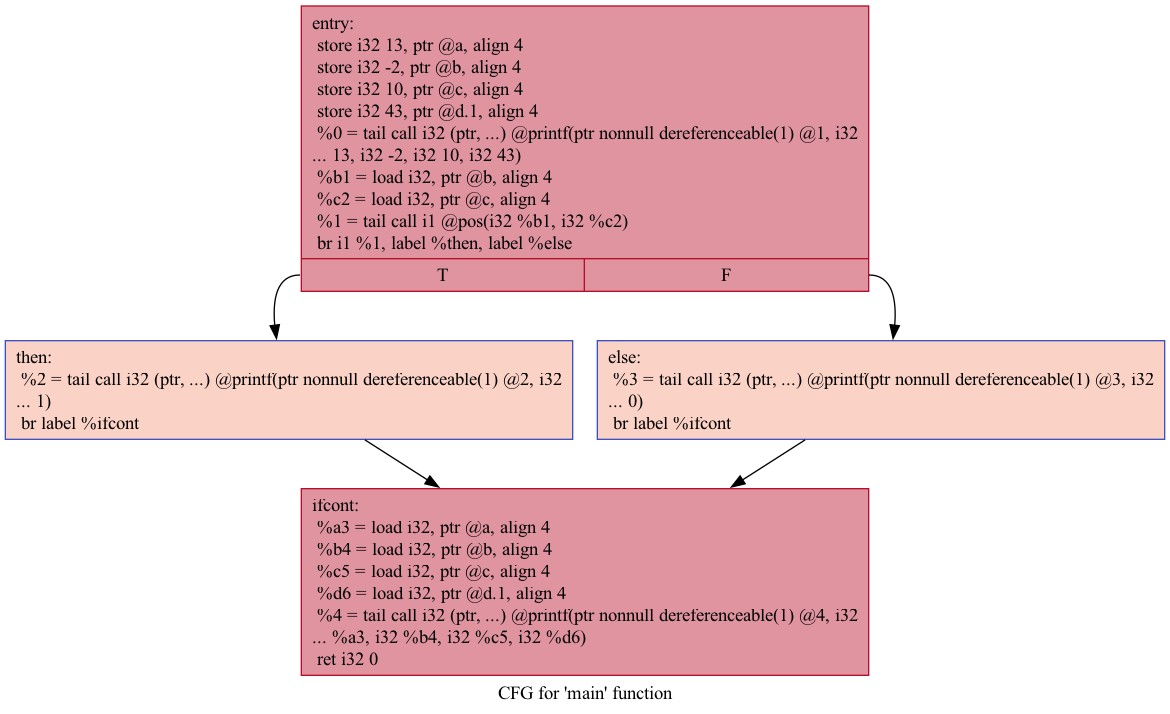 entry:
store i32 13, ptr @a, align 4
store i32 -2, ptr @b, align 4
store i32 10, ptr @c, align 4
store i32 43, ptr @d.1, align 4
%0 = tail call i32 (ptr, ...) @printf(ptr nonnull dereferenceable(1) @1, i32
... 13, i32 -2, i32 10, i32 43)
%b1 = load i32, ptr @b, align 4
%c2 = load i32, ptr @c, align 4
%1 = tail call i1 @pos(i32 %b1, i32 %c2)
br i1 %1, label %then, label %else
T
F
then:
%2 = tail call i32 (ptr, ...) @printf(ptr nonnull dereferenceable(1) @2, i32
... 1)
br label %ifcont
else:
%3 = tail call i32 (ptr, ...) @printf(ptr nonnull dereferenceable(1) @3, i32
... 0)
br label %ifcont
ifcont:
%a3 = load i32, ptr @a, align 4
%b4 = load i32, ptr @b, align 4
%c5 = load i32, ptr @c, align 4
%d6 = load i32, ptr @d.1, align 4
%4 = tail call i32 (ptr, ...) @printf(ptr nonnull dereferenceable(1) @4, i32
... %a3, i32 %b4, i32 %c5, i32 %d6)
ret i32 0
CFG for 'main' function